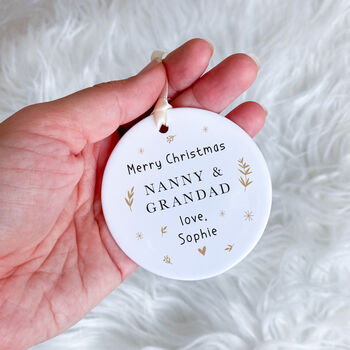 Merry Christmas
NANNY &
GRANDAD
love,
Sophie